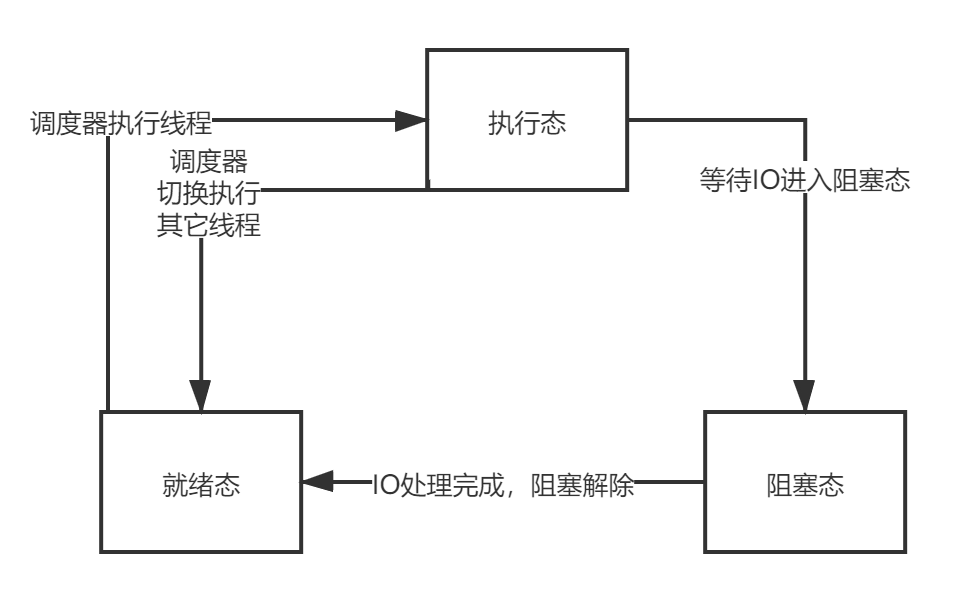 执行态
调度器执行线程
调度器
切换执行
其它线程
等待IO进入阻塞态
就绪态
IO处理完成，阻塞解除
阻塞态